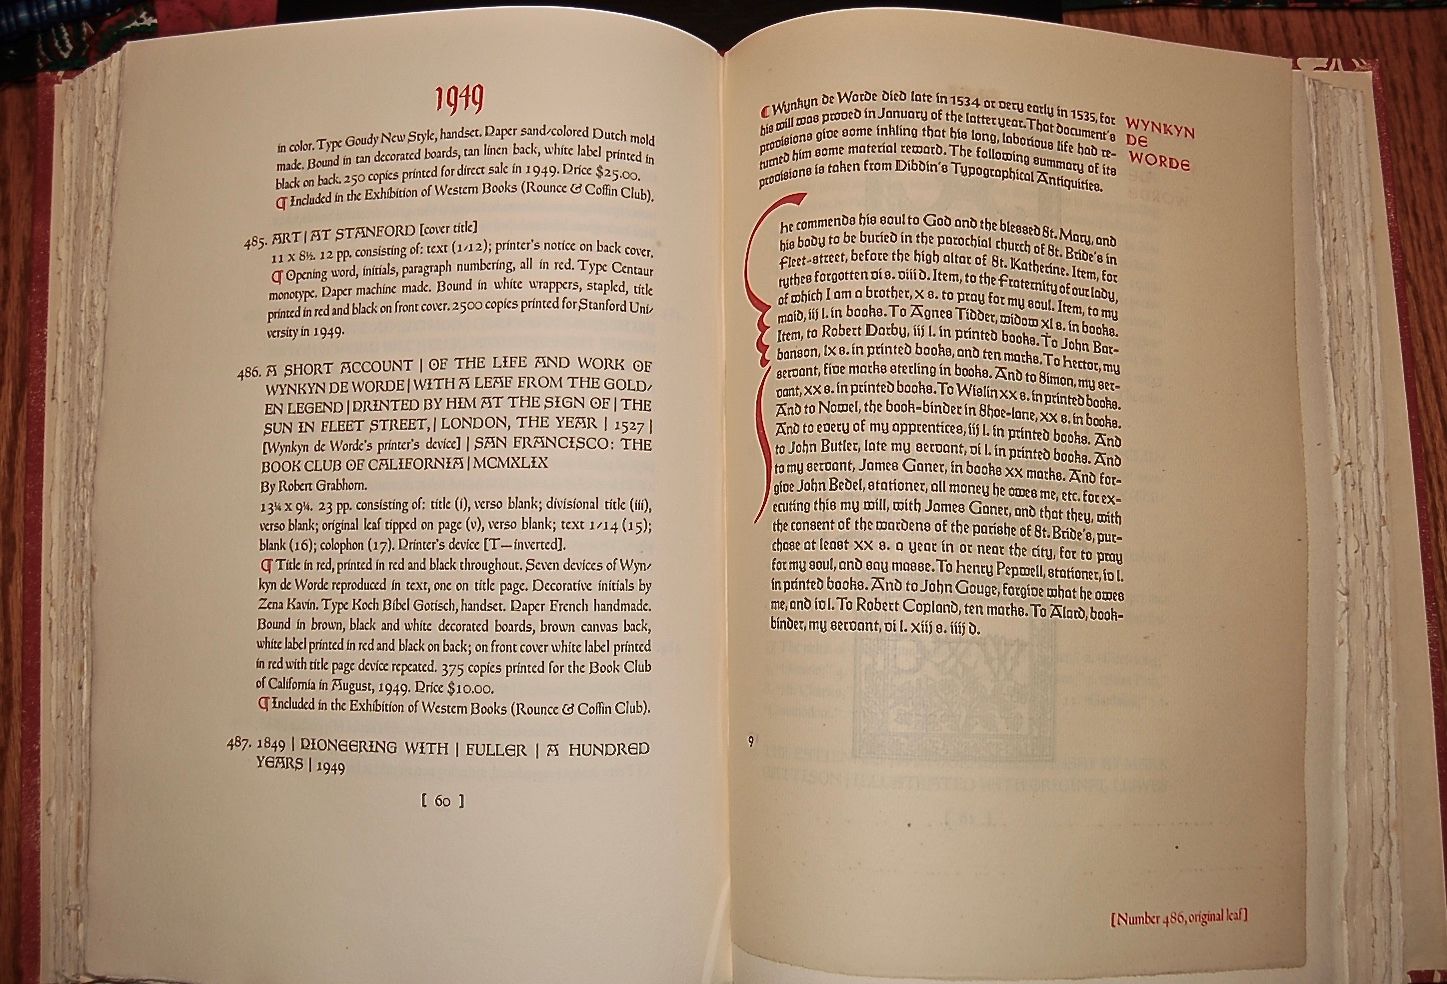 1949
in color. Type Goudy New Style, handset. Paper sand-colored Dutch mold
made. Bound in tan decorated boards, tan linen back, white label printed in
black on back. 250 copies printed for direct sale in 1949. Price $25.00.
¶ Included in the Exhibition of Western Books (Rounce & Coffin Club).
485. ART | AT STANFORD [cover title]
11 x 8½. 12 pp. consisting of: text (1-12); printer's notice on back cover.
¶ Opening word, initials, paragraph numbering, all in red. Type Centaur
monotype. Paper machine made. Bound in white wrappers, stapled, title
printed in red and black on front cover. 2500 copies printed for Stanford Uni-
versity in 1949.
486. A SHORT ACCOUNT | OF THE LIFE AND WORK OF
WYNKYN DE WORDE | WITH A LEAF FROM THE GOLD-
EN LEGEND | PRINTED BY HIM AT THE SIGN OF | THE
SUN IN FLEET STREET, | LONDON, THE YEAR | 1527 |
[Wynkyn de Worde's printer's device] | SAN FRANCISCO: THE
BOOK CLUB OF CALIFORNIA | MCMXLIX
By Robert Grabhorn.
13¼ x 9¼. 23 pp. consisting of: title (i), verso blank; divisional title (iii),
verso blank; original leaf tipped on page (v), verso blank; text 1-14 (15);
blank (16); colophon (17). Printer's device [T—inverted].
¶ Title in red, printed in red and black throughout. Seven devices of Wyn-
kyn de Worde reproduced in text, one on title page. Decorative initials by
Zena Kavin. Type Koch Bibel Gotisch, handset. Paper French handmade.
Bound in brown, black and white decorated boards, brown canvas back,
white label printed in red and black on back; on front cover white label printed
in red with title page device repeated. 375 copies printed for the Book Club
of California in August, 1949. Price $10.00.
¶ Included in the Exhibition of Western Books (Rounce & Coffin Club).
487. 1849 | PIONEERING WITH | FULLER | A HUNDRED
YEARS | 1949
[ 60 ]
¶ Wynkyn de Worde died late in 1534 or very early in 1535, for
his will was proved in January of the latter year. That document's
provisions give some inkling that his long, laborious life had re-
turned him some material reward. The following summary of its
provisions is taken from Dibdin's Typographical Antiquities.
WYNKYN
DE
WORDE
he commends his soul to God and the blessed St. Mary, and
his body to be buried in the parochial church of St. Bride's in
Fleet-street, before the high altar of St. Katherine. Item, for
tythes forgotten vi s. viii d. Item, to the fraternity of our lady,
of which I am a brother, x s. to pray for my soul. Item, to my
maid, iij l. in books. To Agnes Tidder, widow xl s. in books.
Item, to Robert Darby, iij l. in printed books. To John Bar-
banson, lx s. in printed books, and ten marks. To hector, my
servant, five marks sterling in books. And to Simon, my ser-
vant, xx s. in printed books. To Wislin xx s. in printed books.
And to Nowel, the book-binder in Shoe-lane, xx s. in books.
And to every of my apprentices, iij l. in printed books. And
to John Butler, late my servant, vi l. in printed books. And
to my servant, James Ganer, in books xx marks. And for-
give John Bedel, stationer, all money he owes me, etc. for ex-
ecuting this my will, with James Ganer, and that they, with
the consent of the wardens of the parishe of St. Bride's, pur-
chase at least xx s. a year in or near the city, for to pray
for my soul, and say masse. To henry Pepwell, stationer, iv l.
in printed books. And to John Gouge, forgive what he owes
me, and iv l. To Robert Copland, ten marks. To Alard, book-
binder, my servant, vi l. xiij s. iiij d.
9
[Number 486, original leaf]